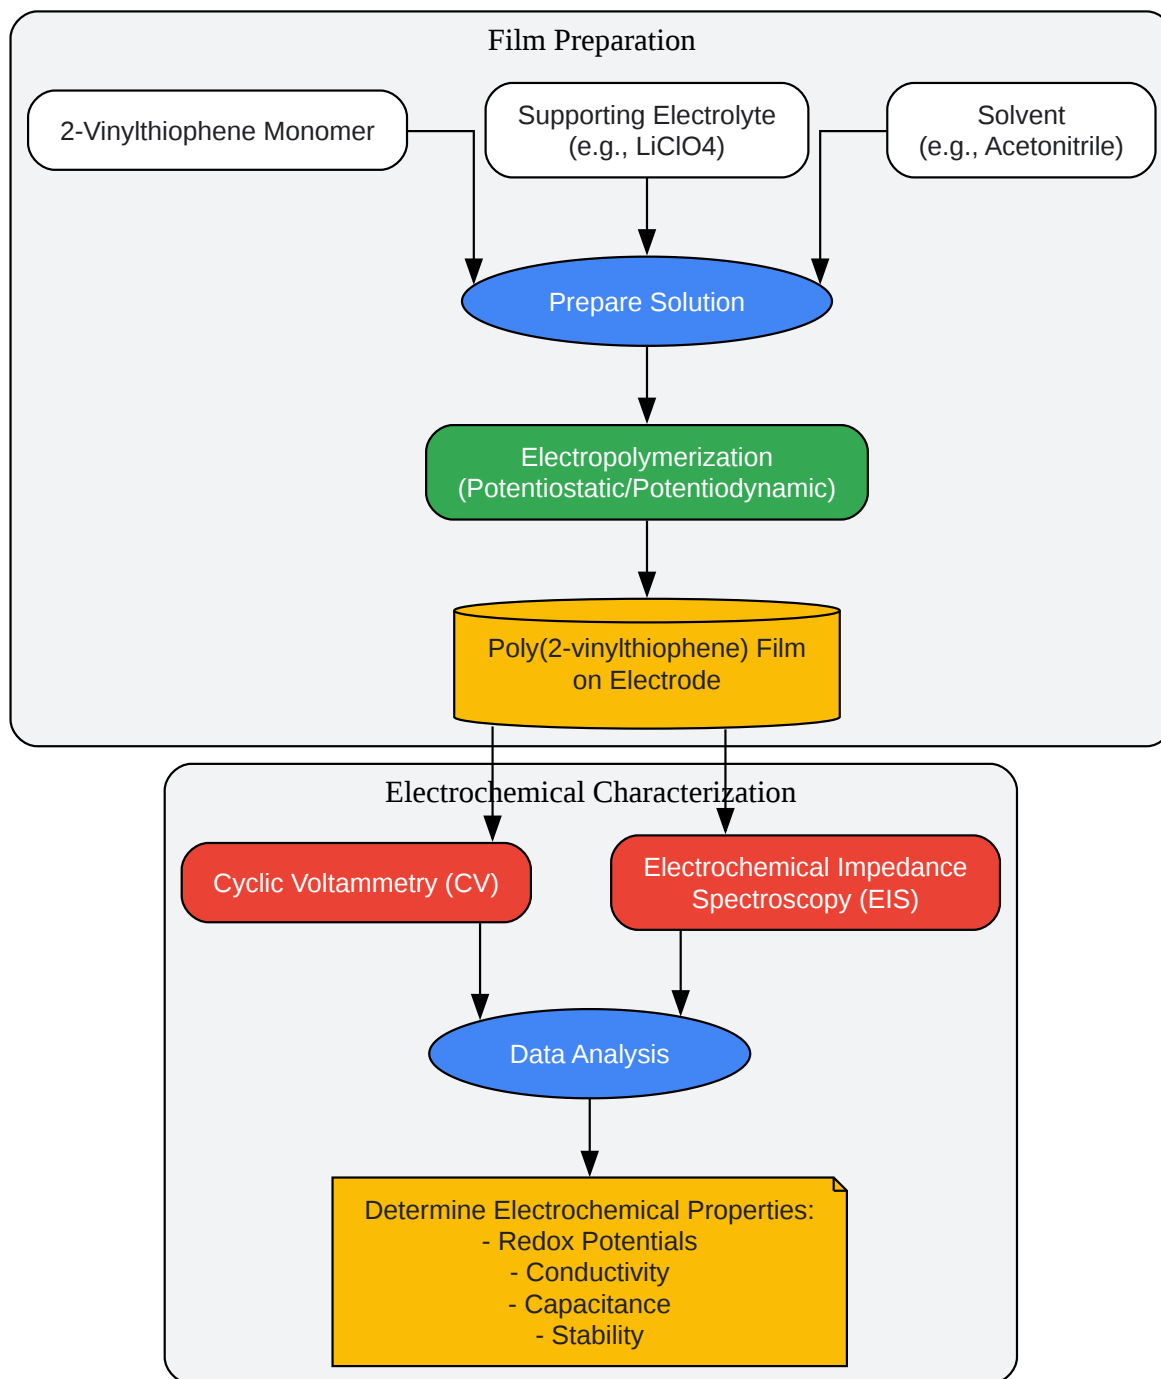 Film Preparation
2-Vinylthiophene Monomer
Supporting Electrolyte
(e.g., LiClO4)
Solvent
(e.g., Acetonitrile)
Prepare Solution
Electropolymerization
(Potentiostatic/Potentiodynamic)
Poly(2-vinylthiophene) Film
on Electrode
Electrochemical Characterization
Cyclic Voltammetry (CV)
Electrochemical Impedance
Spectroscopy (EIS)
Data Analysis
Determine Electrochemical Properties:
- Redox Potentials
- Conductivity
- Capacitance
- Stability